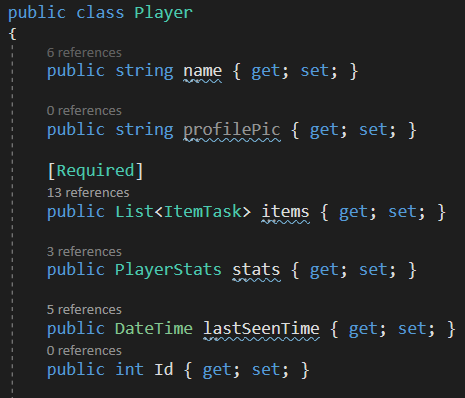 public class Player
{
6 references
public string name { get; set; }
0 references
public string profilePic { get; set; }
[Required]
13 references
public List<ItemTask> items { get; set; }
3 references
public PlayerStats stats { get; set; }
5 references
public DateTime lastSeenTime { get; set; }
0 references
public int Id { get; set; }